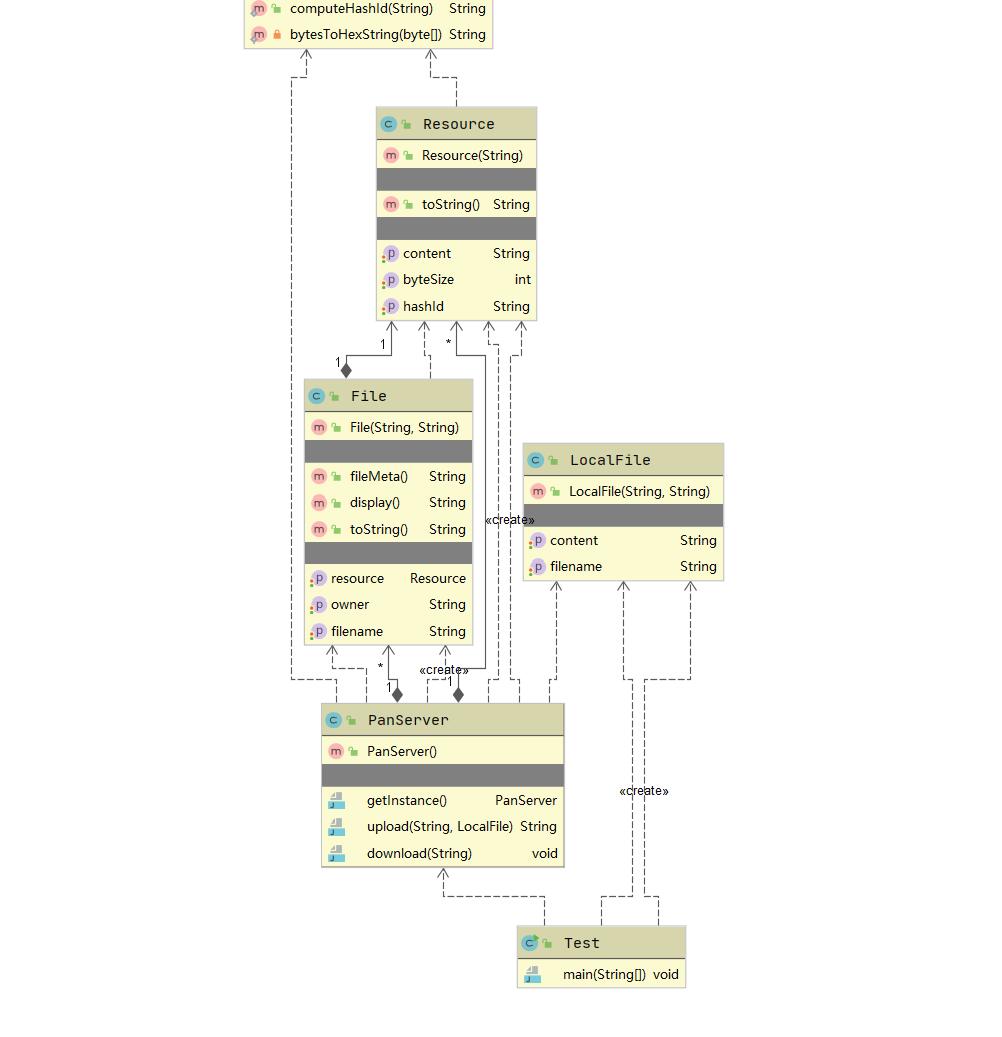 computeHashId(String) String
bytesToHexString(byte[]) String
Resource
Resource(String)
toString() String
content String
byteSize int
hashId String
1
*
1
File
File(String, String)
fileMeta() String
display() String
toString() String
resource Resource
owner String
filename String
«create»
LocalFile
LocalFile(String, String)
content String
filename String
*
«create»
1
1
PanServer
PanServer()
getInstance() PanServer
upload(String, LocalFile) String
download(String) void
«create»
Test
main(String[]) void